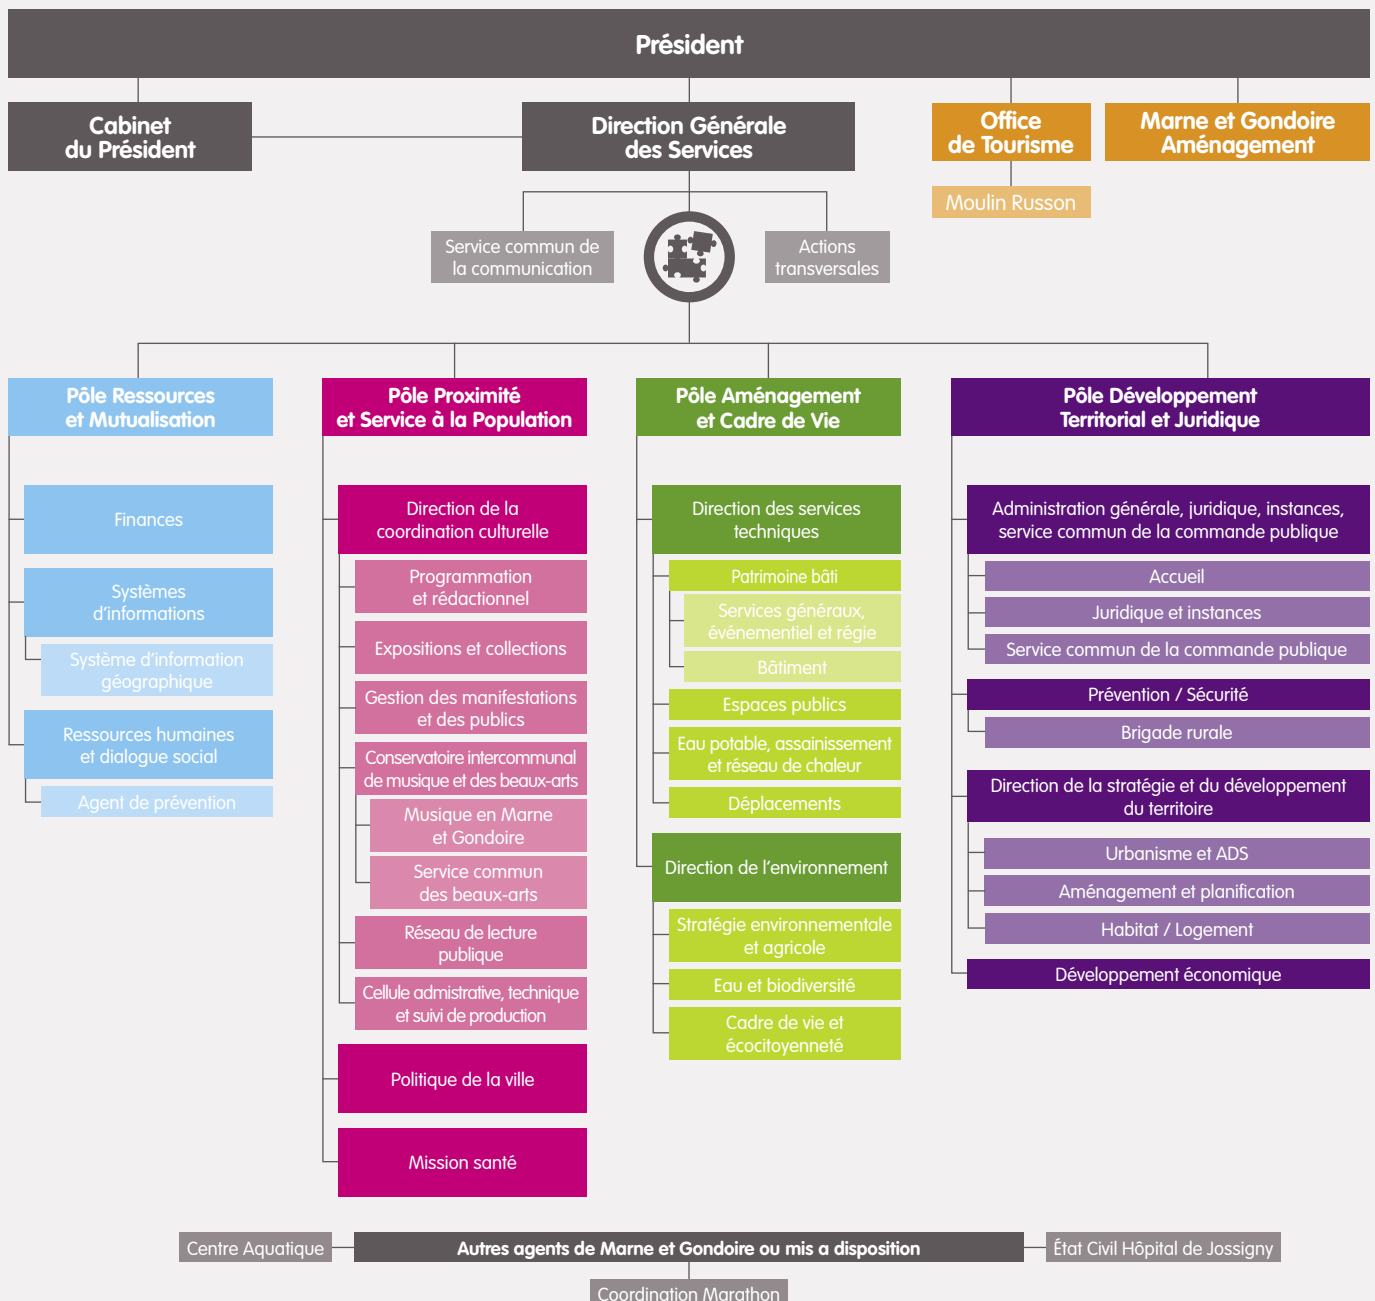 Président
Cabinet
du Président
Direction Générale
des Services
Office
de Tourisme
Marne et Gondoire
Aménagement
Moulin Russon
Service commun de
la communication
Actions
transversales
Pôle Ressources
et Mutualisation
Finances
Systèmes
d'informations
Système d'information
géographique
Ressources humaines
et dialogue social
Agent de prévention
Pôle Proximité
et Service à la Population
Direction de la
coordination culturelle
Programmation
et rédactionnel
Expositions et collections
Gestion des manifestations
et des publics
Conservatoire intercommunal
de musique et des beaux-arts
Musique en Marne
et Gondoire
Service commun
des beaux-arts
Réseau de lecture
publique
Cellule admistrative, technique
et suivi de production
Politique de la ville
Mission santé
Pôle Aménagement
et Cadre de Vie
Direction des services
techniques
Patrimoine bâti
Services généraux,
événementiel et régie
Bâtiment
Espaces publics
Eau potable, assainissement
et réseau de chaleur
Déplacements
Direction de l'environnement
Stratégie environnementale
et agricole
Eau et biodiversité
Cadre de vie et
écocitoyenneté
Pôle Développement
Territorial et Juridique
Administration générale, juridique, instances,
service commun de la commande publique
Accueil
Juridique et instances
Service commun de la commande publique
Prévention / Sécurité
Brigade rurale
Direction de la stratégie et du développement
du territoire
Urbanisme et ADS
Aménagement et planification
Habitat / Logement
Développement économique
Centre Aquatique
Autres agents de Marne et Gondoire ou mis a disposition
État Civil Hôpital de Jossigny
Coordination Marathon